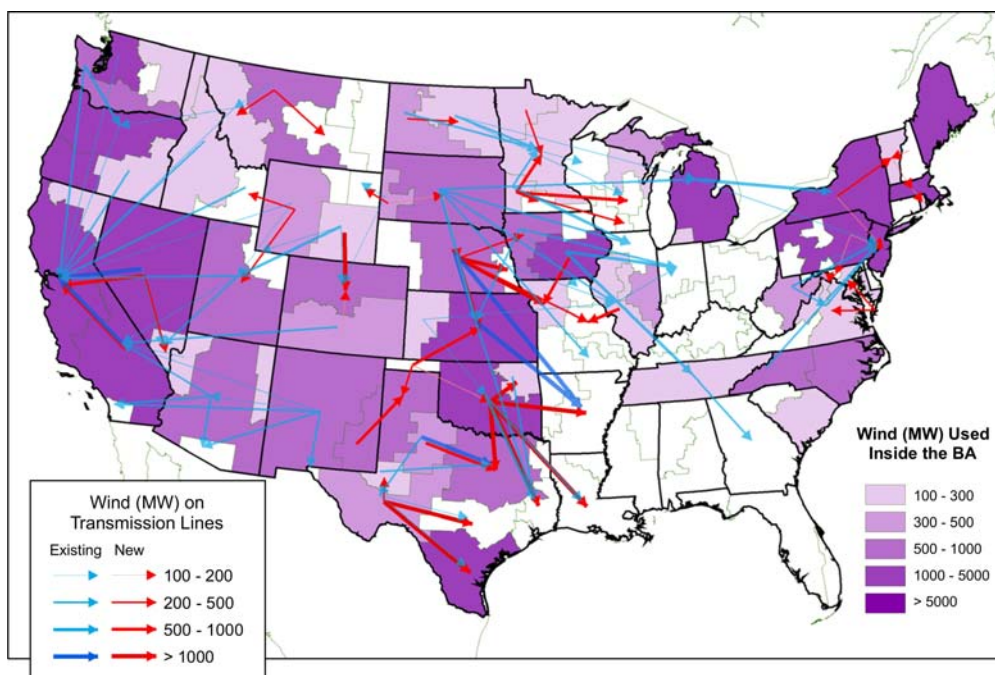 Wind (MW) Used
Inside the BA
100 - 300
300 - 500
500 - 1000
1000 - 5000
> 5000
Wind (MW) on
Transmission Lines
Existing New
100 - 200
200 - 500
500 - 1000
> 1000